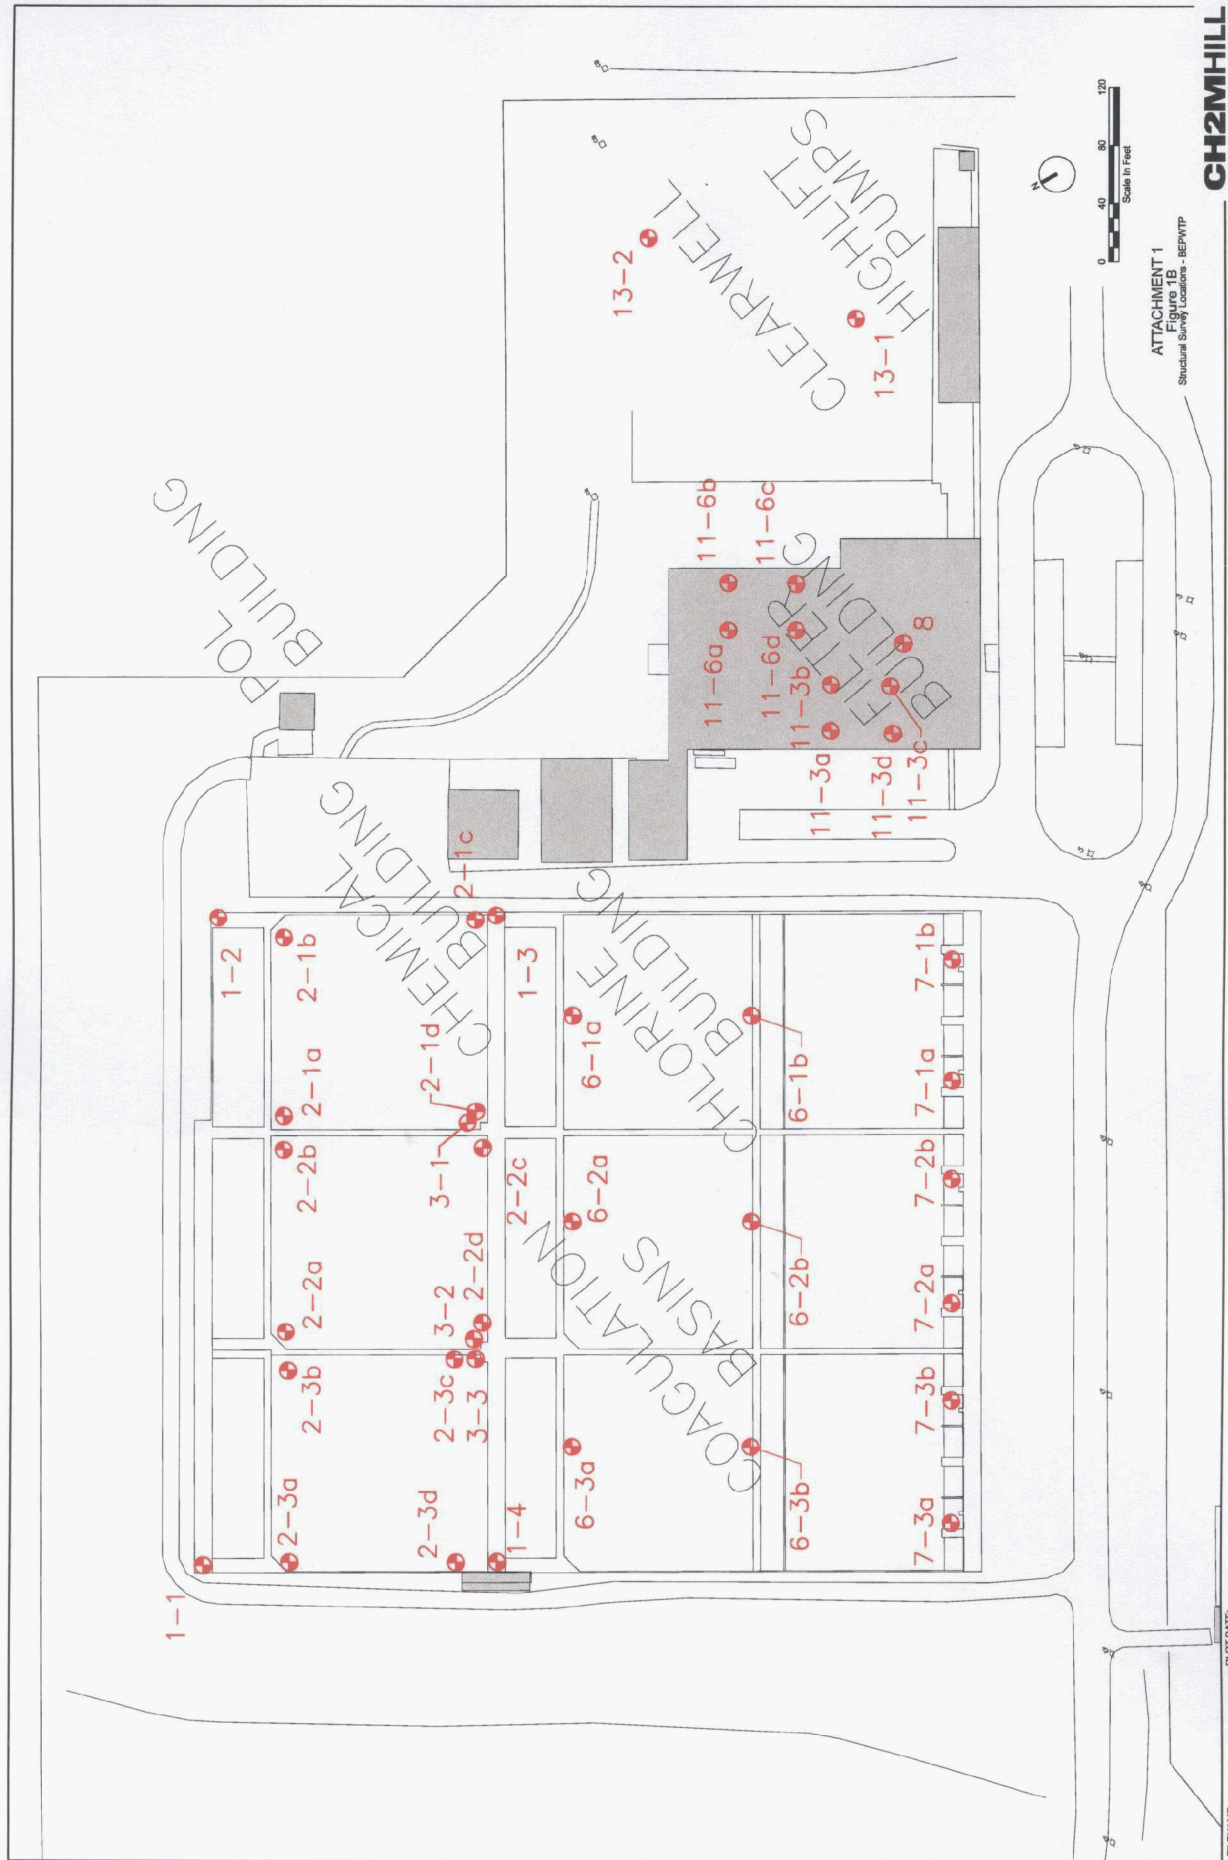 1-1
1-2
1-3
1-4
2-1a
2-1b
2-1c
2-1d
2-2a
2-2b
2-2c
2-2d
2-3a
2-3b
2-3c
2-3d
3-1
3-2
3-3
6-1a
6-1b
6-2a
6-2b
6-3a
6-3b
7-1a
7-1b
7-2a
7-2b
7-3a
7-3b
8
11-3a
11-3b
11-3c
11-3d
11-6a
11-6b
11-6c
11-6d
13-1
13-2
COAGULATION
BASINS
CHEMICAL
BUILDING
CHLORINE
BUILDING
POL
BUILDING
FILTER
BUILDING
CLEARWELL
HIGHLIFT
PUMPS
N
0 40 80 120
Scale In Feet
ATTACHMENT 1
Figure 1B
Structural Survey Locations - BEPWTP
CH2MHILL